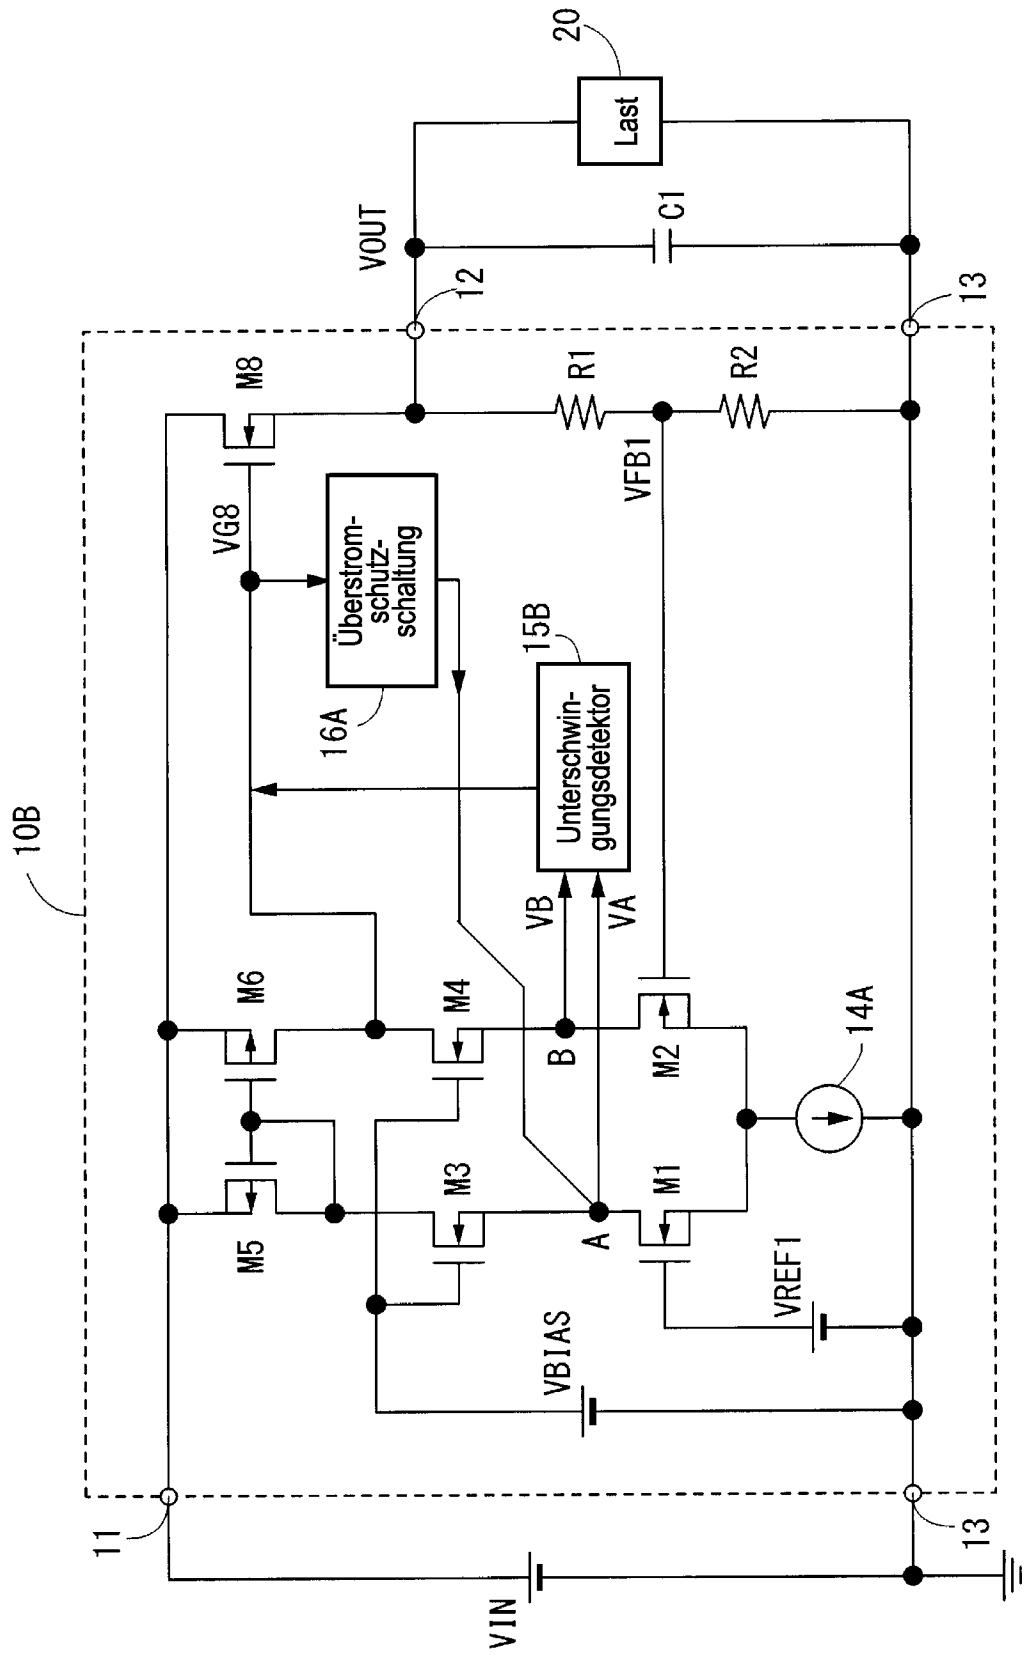 10B
11
12
13
13
VIN
VOUT
20
Last
C1
M8
VG8
Überstrom-
schutz-
schaltung
16A
M6
M5
M4
M3
VB
VA
Unterschwin-
gungsdetektor
15B
R1
VFB1
R2
B
A
M2
M1
VBIAS
VREF1
14A